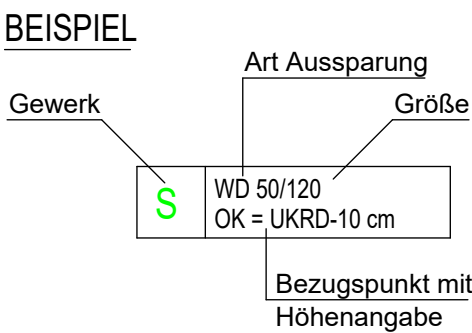 BEISPIEL
Art Aussparung
Gewerk
Größe
S
WD 50/120
OK = UKRD-10 cm
Bezugspunkt mit
Höhenangabe